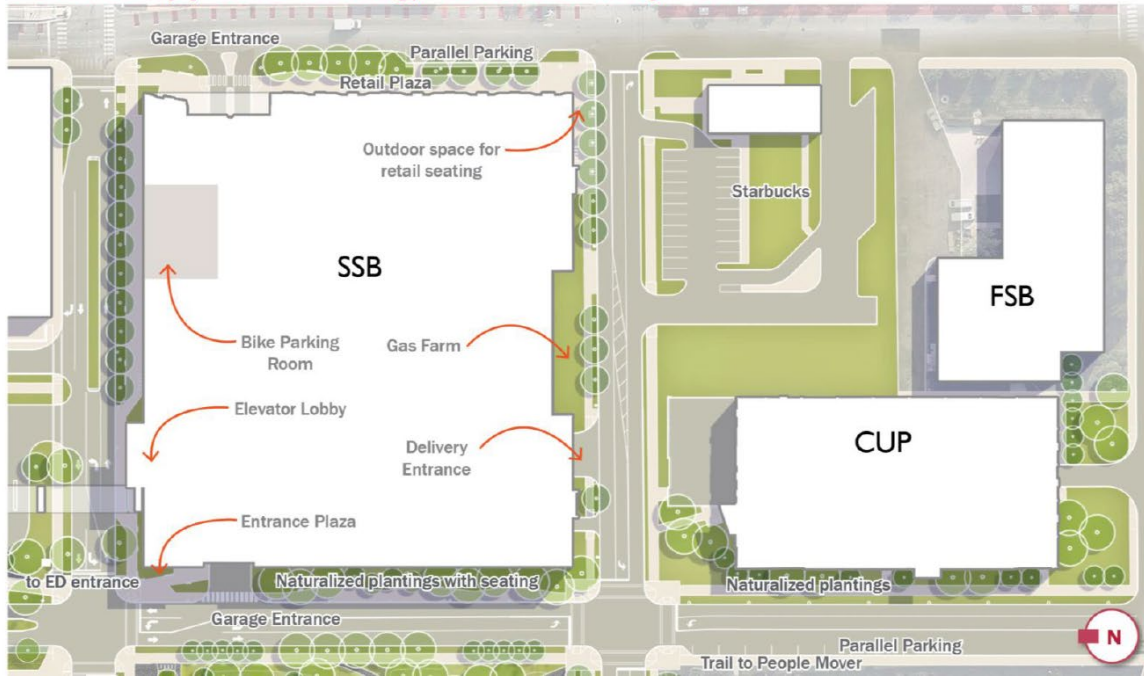 Garage Entrance
Parallel Parking
Retail Plaza
Outdoor space for
retail seating
Starbucks
SSB
FSB
Bike Parking
Room
Gas Farm
Elevator Lobby
Delivery
Entrance
CUP
Entrance Plaza
to ED entrance
Naturalized plantings with seating
Naturalized plantings
Garage Entrance
N
Parallel Parking
Trail to People Mover